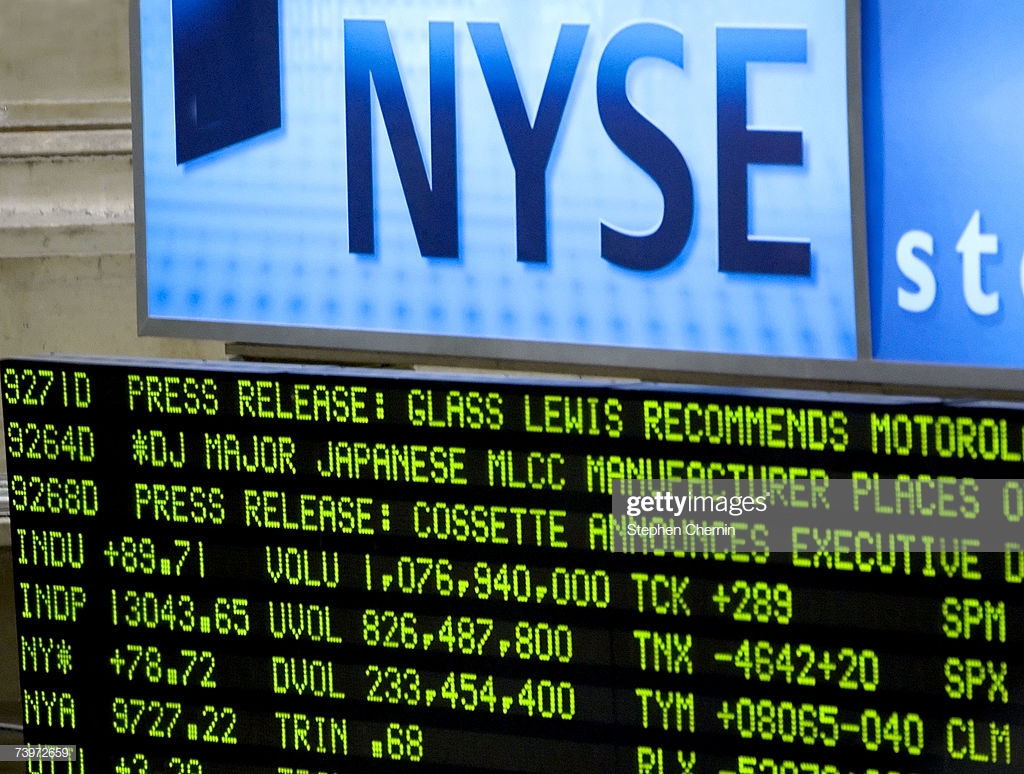 NYSE
st
9271D PRESS RELEASE: GLASS LEWIS RECOMMENDS MOTOROL
9264D *DJ MAJOR JAPANESE MLCC MANUFACTURER PLACES O
9268D PRESS RELEASE: COSSETTE ANNOUNCES EXECUTIVE D
gettyimages
Stephen Chernin
INDU +89.71 VOLU 1,076,940,000 TCK +289 SPM
INDP 13043.65 UVOL 826,487,800 TNX -4642+20 SPX
NY* +78.72 DVOL 233,454,400 TYM +08065-040 CLM
NYA 9727.22 TRIN .68
73972659